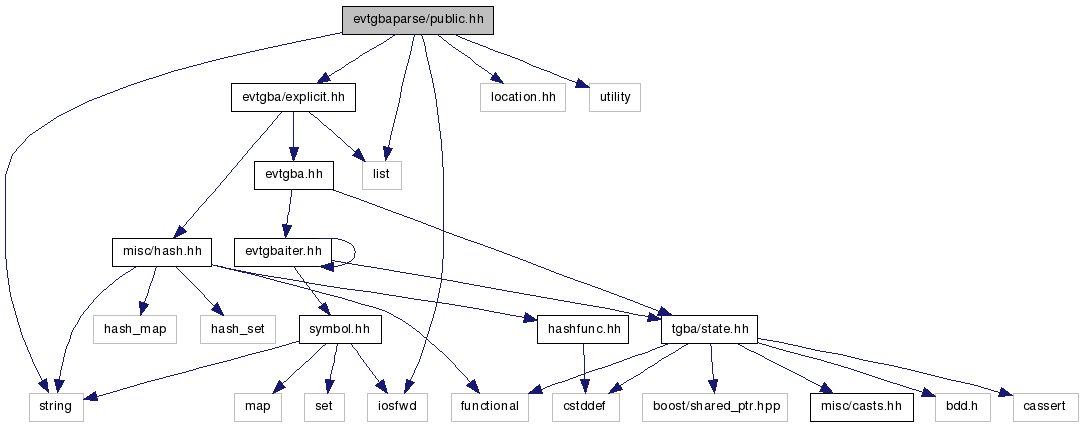 evtgbaparse/public.hh
evtgba/explicit.hh
location.hh
utility
evtgba.hh
list
misc/hash.hh
evtgbaiter.hh
hash_map
hash_set
symbol.hh
hashfunc.hh
tgba/state.hh
string
map
set
iosfwd
functional
cstddef
boost/shared_ptr.hpp
misc/casts.hh
bdd.h
cassert